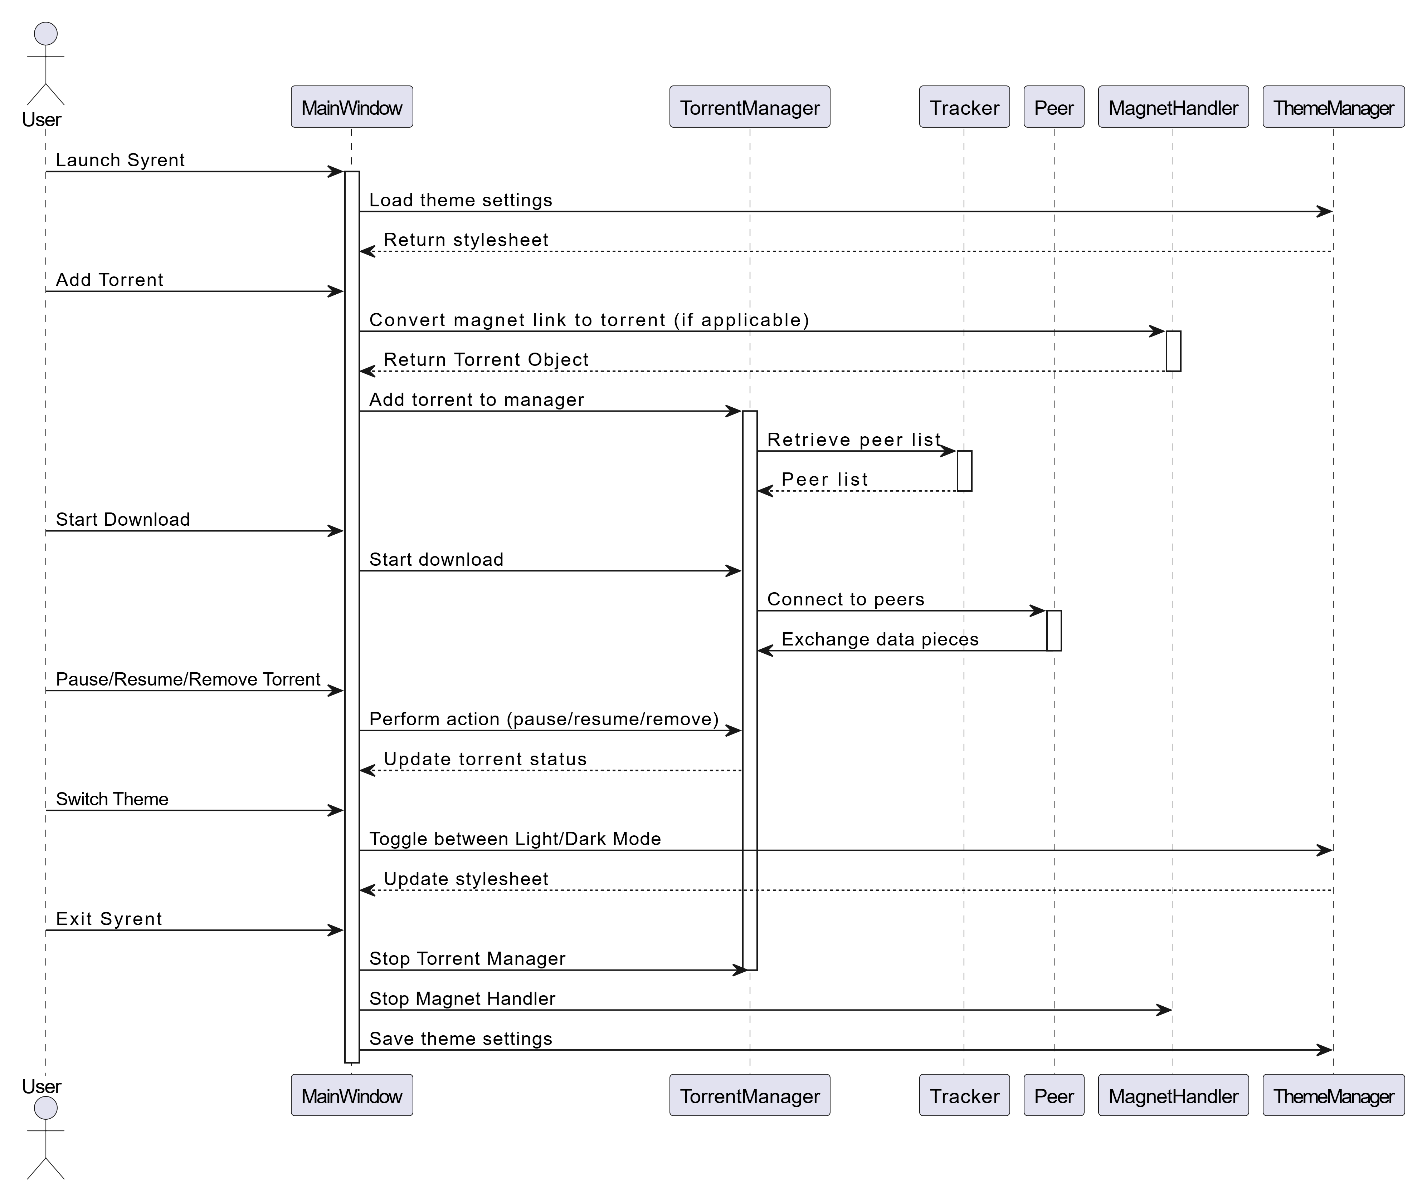 User
MainWindow
TorrentManager
Tracker
Peer
MagnetHandler
ThemeManager
Launch Syrent
Load theme settings
Return stylesheet
Add Torrent
Convert magnet link to torrent (if applicable)
Return Torrent Object
Add torrent to manager
Retrieve peer list
Peer list
Start Download
Start download
Connect to peers
Exchange data pieces
Pause/Resume/Remove Torrent
Perform action (pause/resume/remove)
Update torrent status
Switch Theme
Toggle between Light/Dark Mode
Update stylesheet
Exit Syrent
Stop Torrent Manager
Stop Magnet Handler
Save theme settings
User
MainWindow
TorrentManager
Tracker
Peer
MagnetHandler
ThemeManager